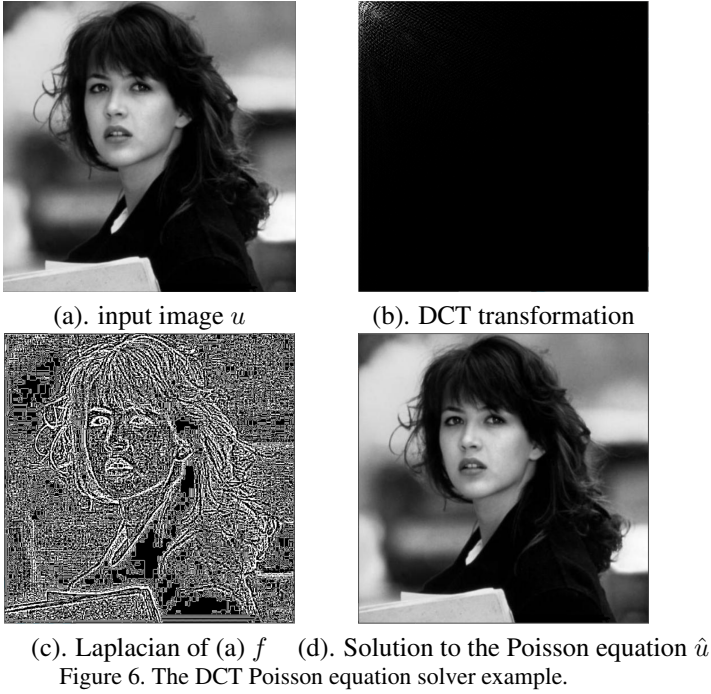 (a). input image u
(b). DCT transformation
(c). Laplacian of (a) f
(d). Solution to the Poisson equation û
Figure 6. The DCT Poisson equation solver example.